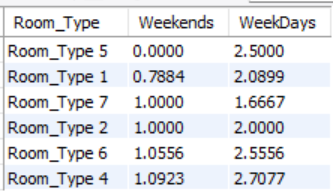 Room_Type Weekends WeekDays
Room_Type 5 0.0000 2.5000
Room_Type 1 0.7884 2.0899
Room_Type 7 1.0000 1.6667
Room_Type 2 1.0000 2.0000
Room_Type 6 1.0556 2.5556
Room_Type 4 1.0923 2.7077